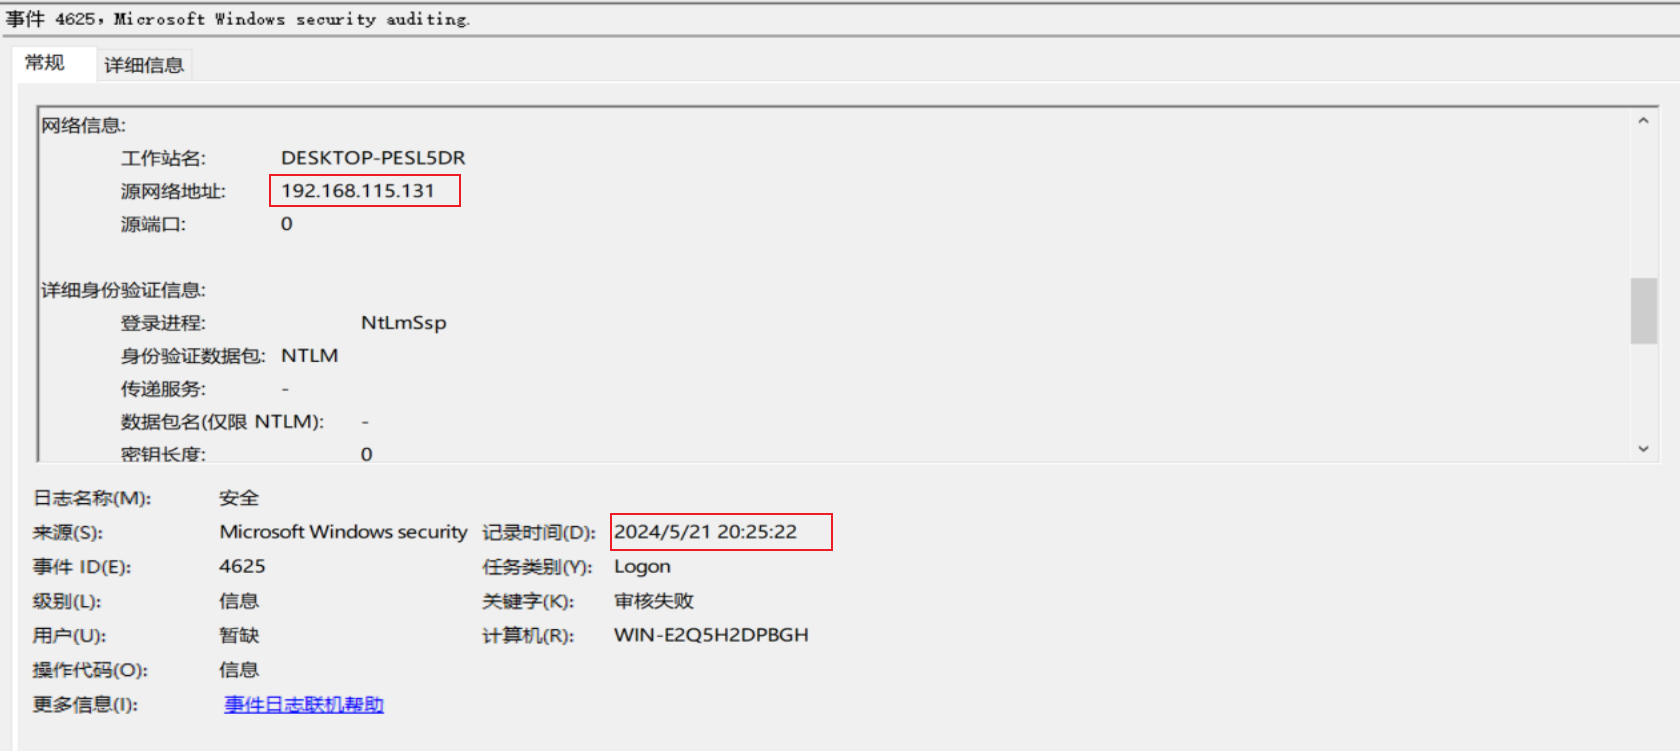 事件 4625，Microsoft Windows security auditing.
常规 详细信息
网络信息:
工作站名: DESKTOP-PESL5DR
源网络地址: 192.168.115.131
源端口: 0
详细身份验证信息:
登录进程: NtLmSsp
身份验证数据包: NTLM
传递服务: -
数据包名(仅限 NTLM): -
密钥长度: 0
日志名称(M): 安全
来源(S): Microsoft Windows security 记录时间(D): 2024/5/21 20:25:22
事件 ID(E): 4625 任务类别(Y): Logon
级别(L): 信息 关键字(K): 审核失败
用户(U): 暂缺 计算机(R): WIN-E2Q5H2DPBGH
操作代码(O): 信息
更多信息(I): 事件日志联机帮助